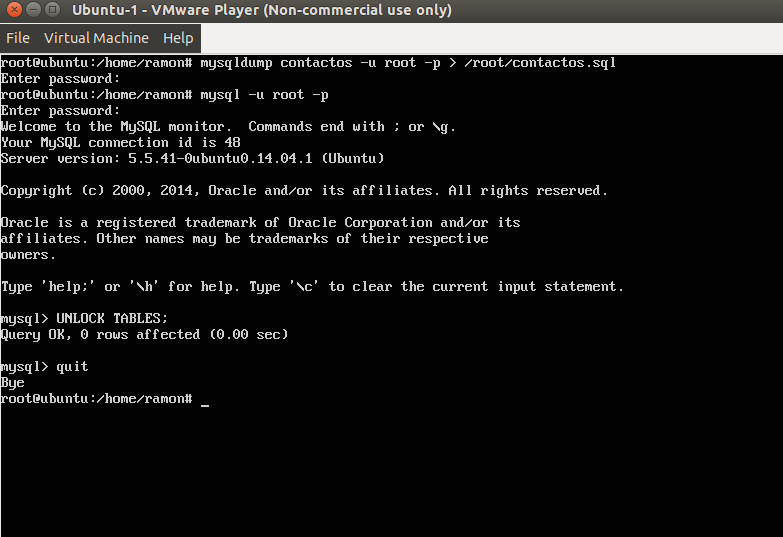 Ubuntu-1 - VMware Player (Non-commercial use only)
File Virtual Machine Help
root@ubuntu:/home/ramon# mysqldump contactos -u root -p > /root/contactos.sql
Enter password:
root@ubuntu:/home/ramon# mysql -u root -p
Enter password:
Welcome to the MySQL monitor.  Commands end with ; or \g.
Your MySQL connection id is 48
Server version: 5.5.41-0ubuntu0.14.04.1 (Ubuntu)
Copyright (c) 2000, 2014, Oracle and/or its affiliates. All rights reserved.
Oracle is a registered trademark of Oracle Corporation and/or its
affiliates. Other names may be trademarks of their respective
owners.
Type 'help;' or '\h' for help. Type '\c' to clear the current input statement.
mysql> UNLOCK TABLES;
Query OK, 0 rows affected (0.00 sec)
mysql> quit
Bye
root@ubuntu:/home/ramon# _